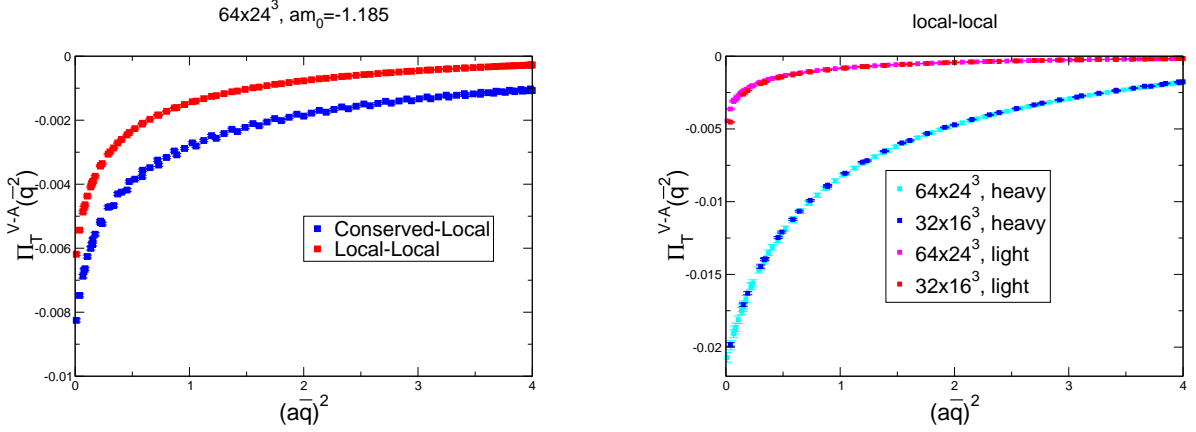 64x24³, am₀=-1.185
0
-0.002
-0.004
-0.006
-0.008
-0.01
Π_T^{V-A}(q̅²)
Conserved-Local
Local-Local
0 1 2 3 4
(aq̅)²
local-local
0
-0.005
-0.01
-0.015
-0.02
Π_T^{V-A}(q̅²)
64x24³, heavy
32x16³, heavy
64x24³, light
32x16³, light
0 1 2 3 4
(aq̅)²